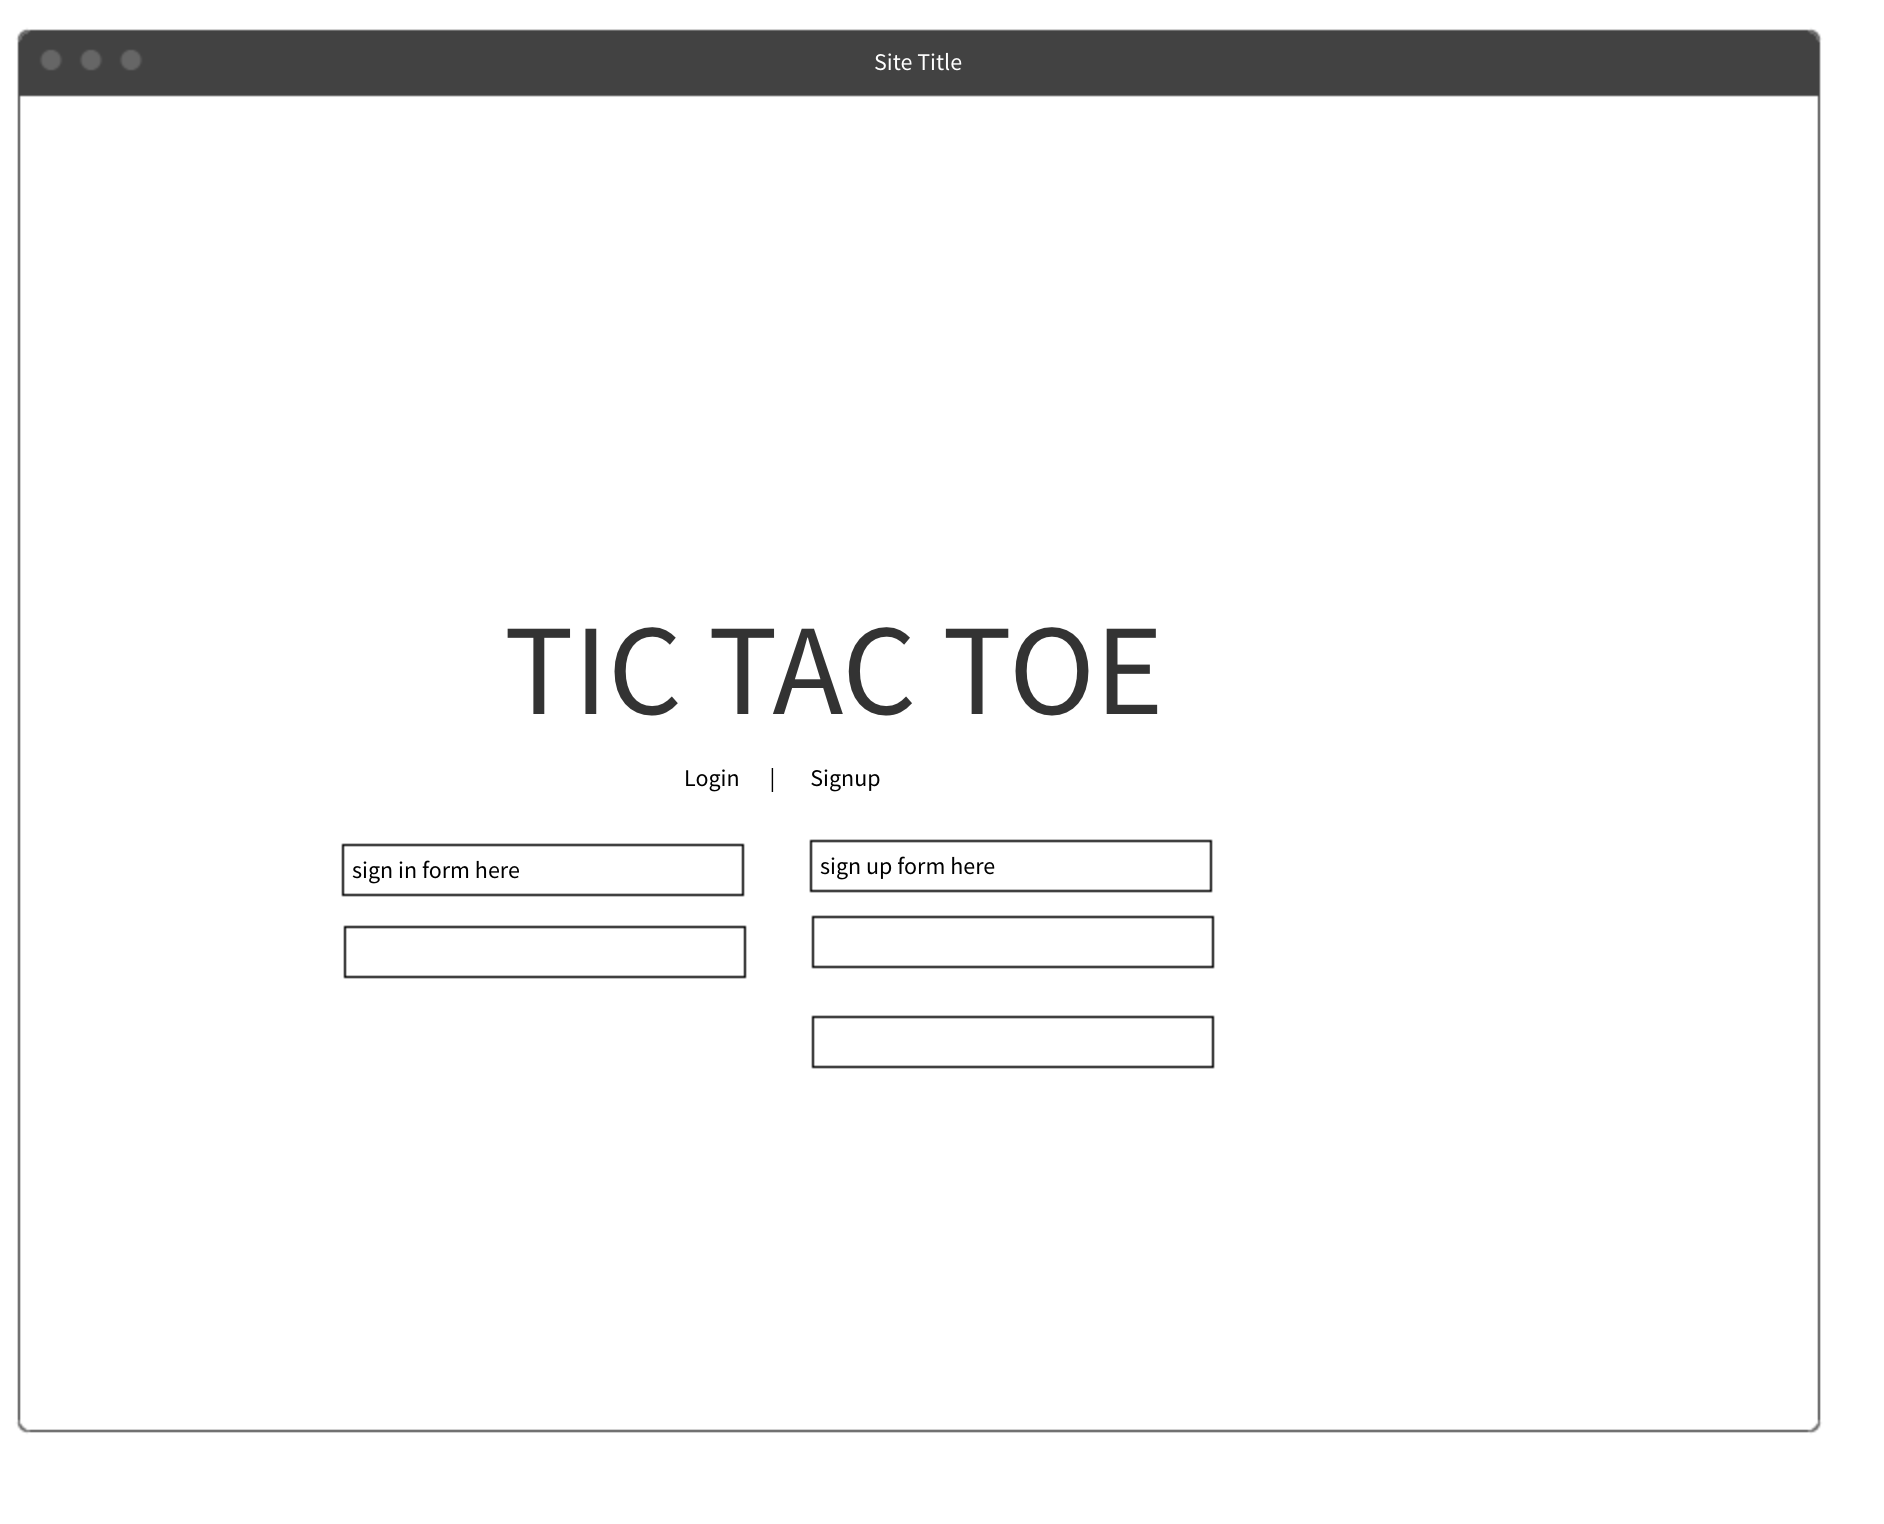 Site Title
TIC TAC TOE
Login | Signup
sign in form here
sign up form here